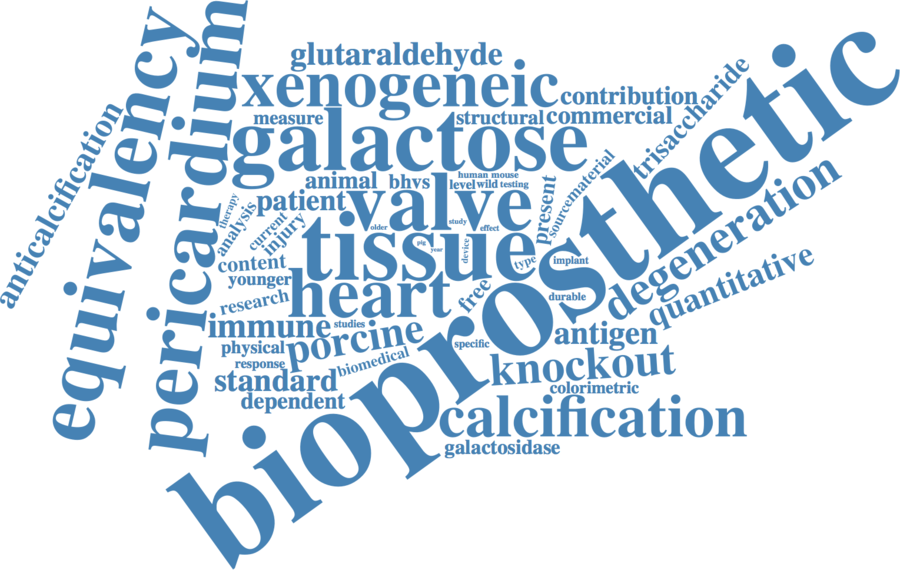 glutaraldehyde
xenogeneic
contribution
measure
structural
commercial
galactose
trisaccharide
anticalcification
equivalency
pericardium
bioprosthetic
human mouse
animal
bhvs
level
wild
testing
patient
valve
present
sourcematerial
therapy
analysis
current
injury
older
study
effect
tissue
pig
year
device
type
implant
degeneration
content
younger
heart
free
durable
quantitative
research
immune
studies
porcine
specific
antigen
physical
response
biomedical
knockout
standard
colorimetric
dependent
calcification
galactosidase